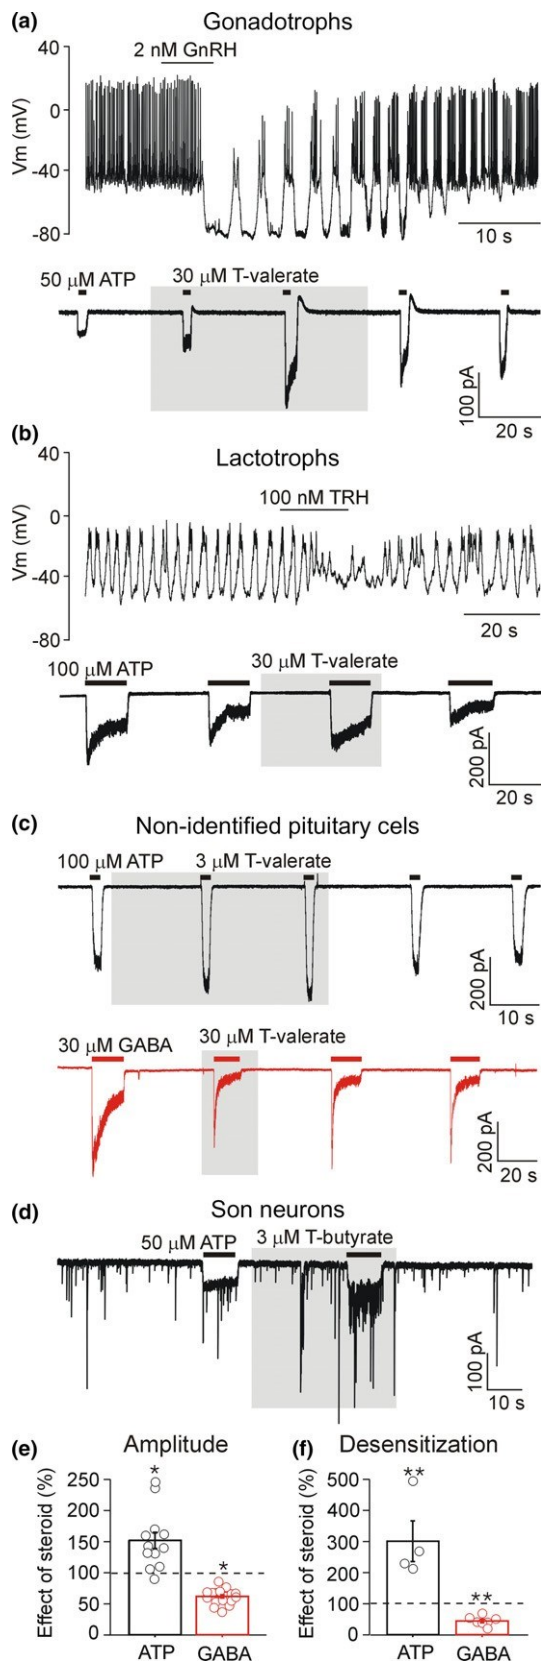 (a) Gonadotrophs
2 nM GnRH
40
0
-40
-80
Vm (mV)
10 s
50 µM ATP 30 µM T-valerate
100 pA
20 s
(b)
Lactotrophs
100 nM TRH
40
0
-40
-80
Vm (mV)
20 s
100 µM ATP 30 µM T-valerate
200 pA
20 s
(c) Non-identified pituitary cels
100 µM ATP 3 µM T-valerate
200 pA
10 s
30 µM GABA 30 µM T-valerate
200 pA
20 s
(d) Son neurons
50 µM ATP 3 µM T-butyrate
100 pA
10 s
(e) Amplitude
Effect of steroid (%)
250
200
150
100
50
0
*
*
ATP GABA
(f) Desensitization
Effect of steroid (%)
500
400
300
200
100
0
**
**
ATP GABA